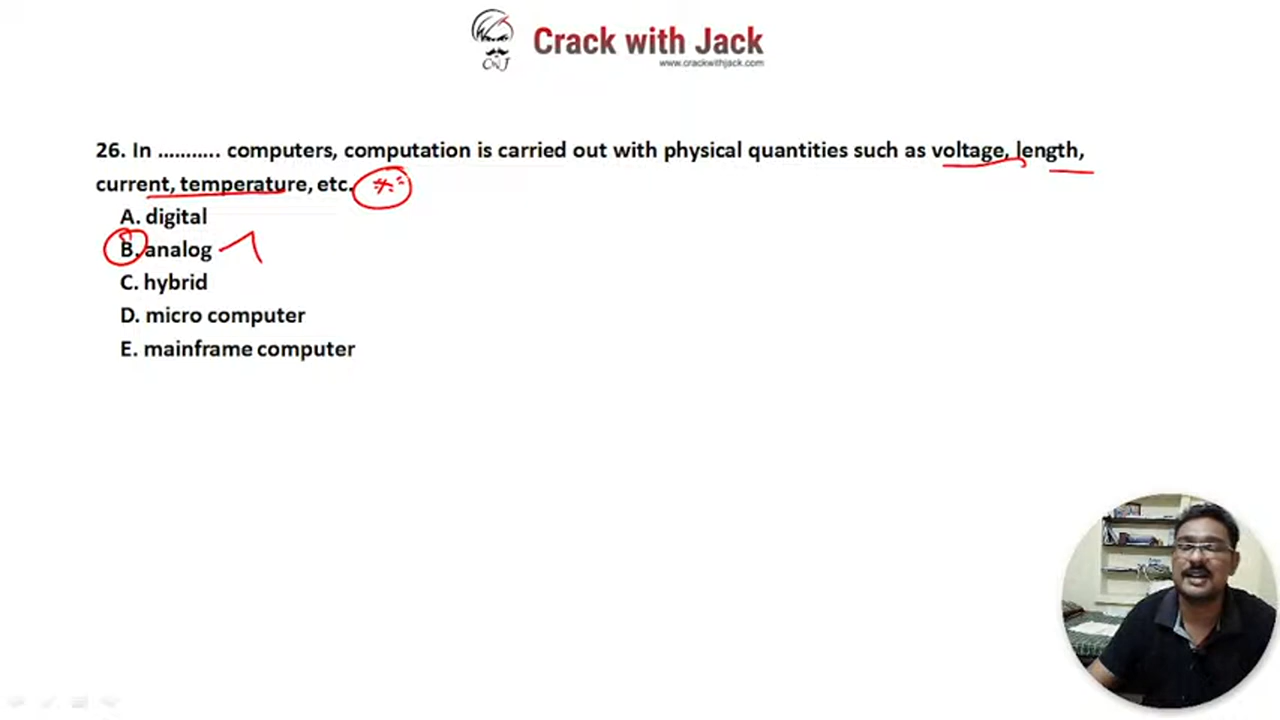 Crack with Jack
www.crackwithjack.com
26. In ........... computers, computation is carried out with physical quantities such as voltage, length,
current, temperature, etc.
A. digital
B. analog
C. hybrid
D. micro computer
E. mainframe computer